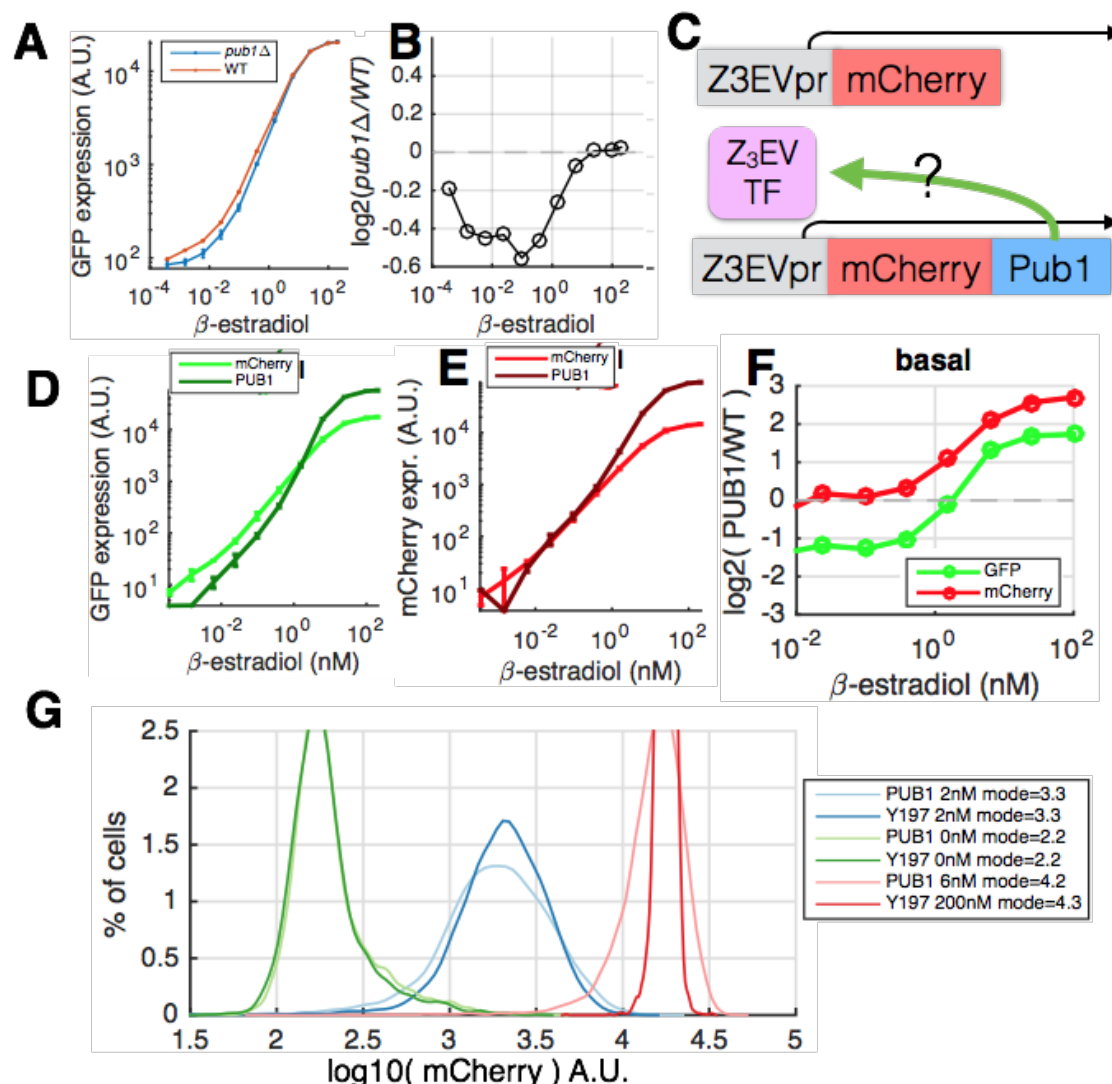 A
GFP expression (A.U.)
pub1Δ
WT
10^4
10^3
10^2
10^-4
10^-2
10^0
10^2
β-estradiol
B
log2(pub1Δ/WT)
0.4
0.2
0
-0.2
-0.4
-0.6
10^-4
10^-2
10^0
10^2
β-estradiol
C
Z3EVpr
mCherry
Z₃EV
TF
?
Z3EVpr
mCherry
Pub1
D
GFP expression (A.U.)
mCherry
PUB1
10^4
10^3
10^2
10^1
10^-2
10^0
10^2
β-estradiol (nM)
E
mCherry expr. (A.U.)
mCherry
PUB1
10^4
10^3
10^2
10^1
10^-2
10^0
10^2
β-estradiol (nM)
F
basal
log2( PUB1/WT )
3
2
1
0
-1
-2
-3
GFP
mCherry
10^-2
10^0
10^2
β-estradiol (nM)
G
% of cells
2.5
2
1.5
1
0.5
0
1.5
2
2.5
3
3.5
4
4.5
5
log10( mCherry ) A.U.
PUB1 2nM mode=3.3
Y197 2nM mode=3.3
PUB1 0nM mode=2.2
Y197 0nM mode=2.2
PUB1 6nM mode=4.2
Y197 200nM mode=4.3